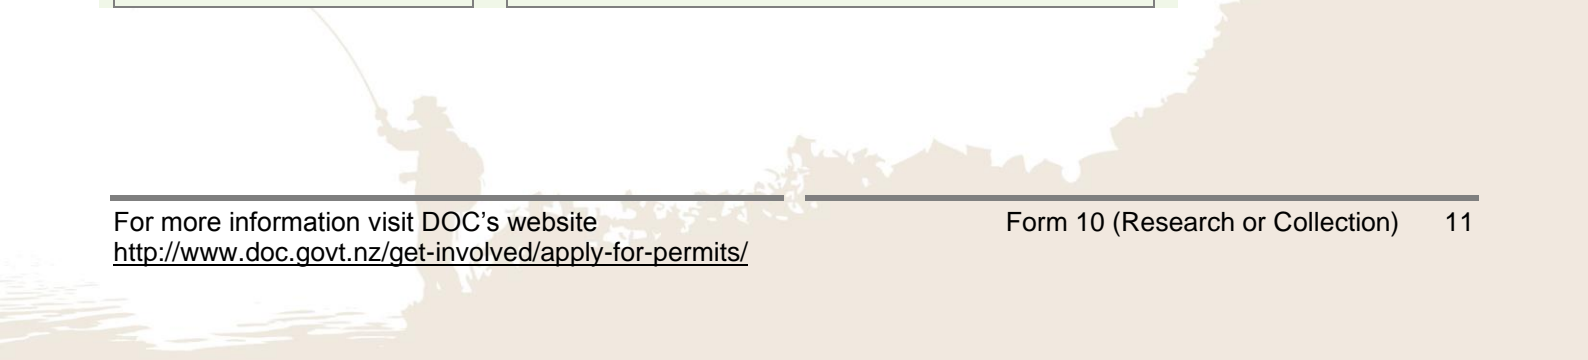 For more information visit DOC's website
http://www.doc.govt.nz/get-involved/apply-for-permits/
Form 10 (Research or Collection) 11